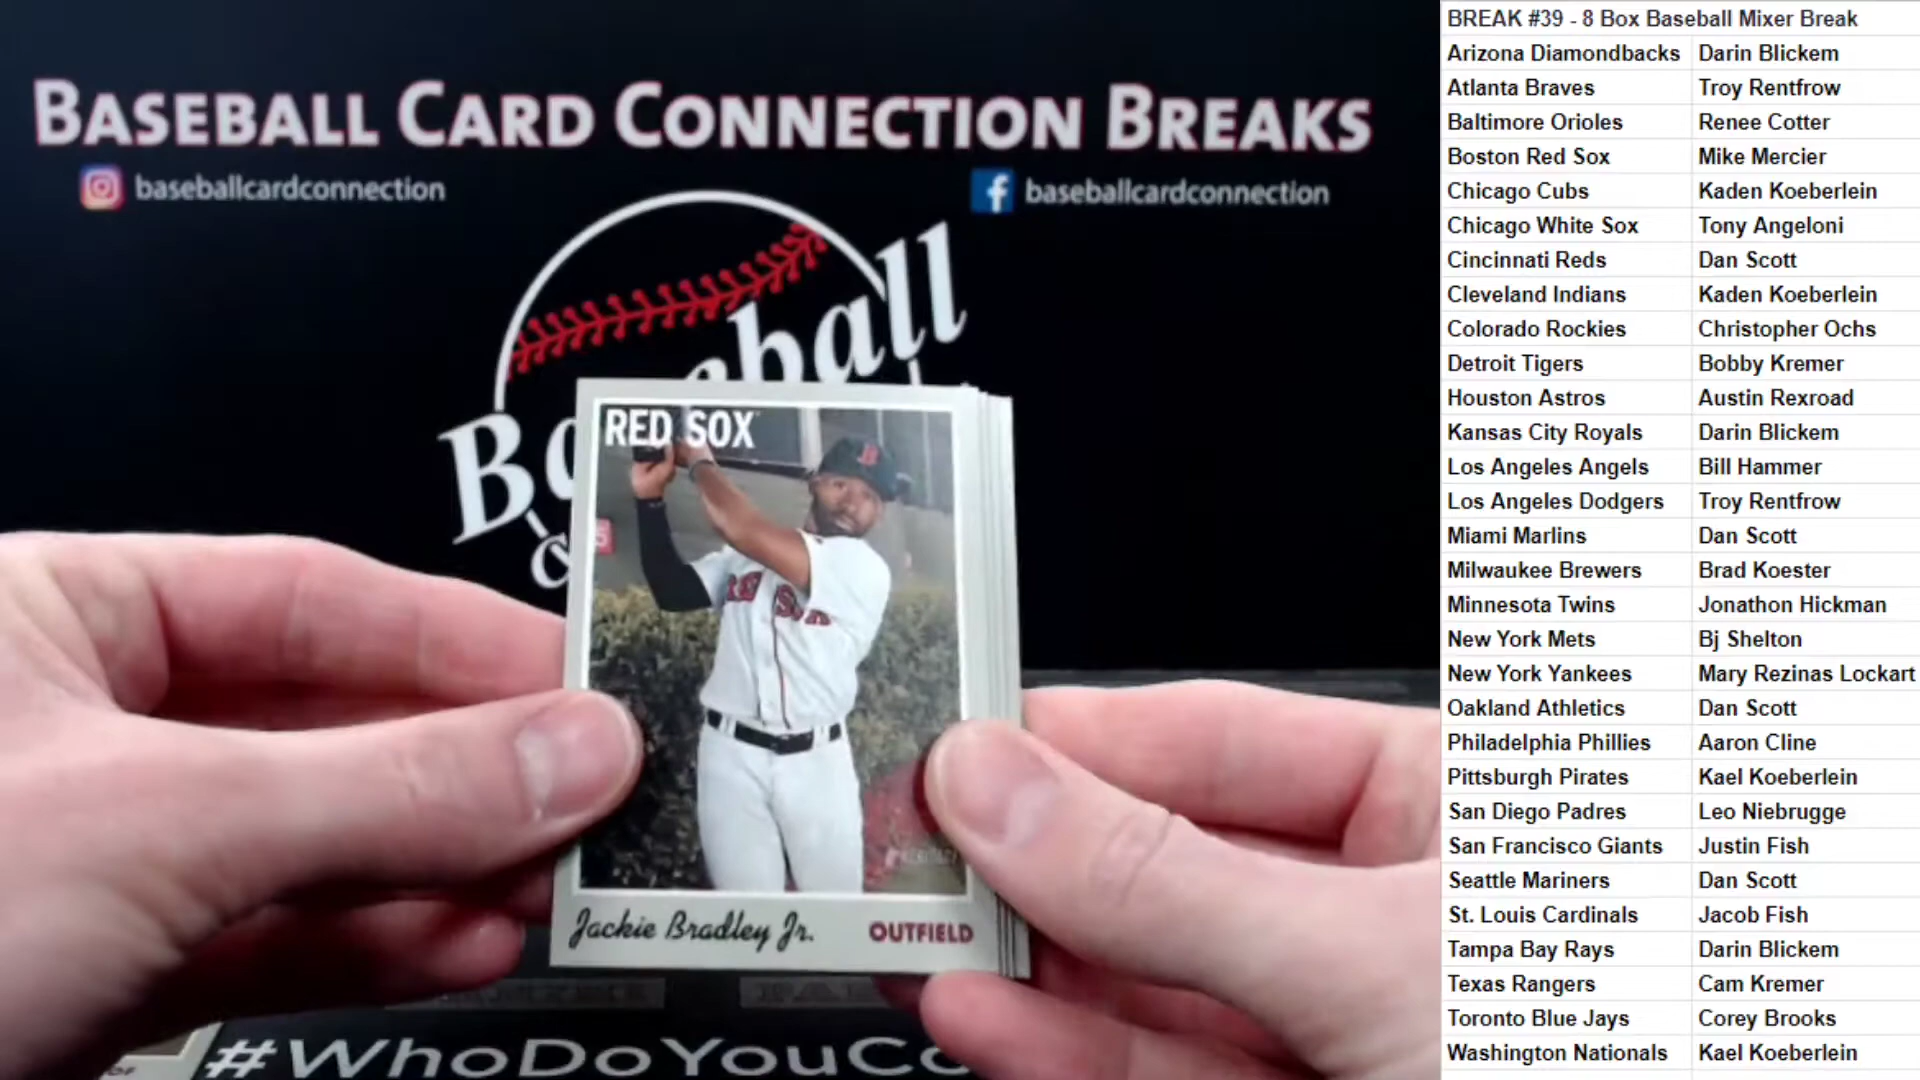 BASEBALL CARD CONNECTION BREAKS
baseballcardconnection
baseballcardconnection
Baseball
&
RED SOX
RED SOX
Jackie Bradley Jr. OUTFIELD
#WhoDoYouCo
BREAK #39 - 8 Box Baseball Mixer Break
Arizona Diamondbacks Darin Blickem
Atlanta Braves Troy Rentfrow
Baltimore Orioles Renee Cotter
Boston Red Sox Mike Mercier
Chicago Cubs Kaden Koeberlein
Chicago White Sox Tony Angeloni
Cincinnati Reds Dan Scott
Cleveland Indians Kaden Koeberlein
Colorado Rockies Christopher Ochs
Detroit Tigers Bobby Kremer
Houston Astros Austin Rexroad
Kansas City Royals Darin Blickem
Los Angeles Angels Bill Hammer
Los Angeles Dodgers Troy Rentfrow
Miami Marlins Dan Scott
Milwaukee Brewers Brad Koester
Minnesota Twins Jonathon Hickman
New York Mets Bj Shelton
New York Yankees Mary Rezinas Lockart
Oakland Athletics Dan Scott
Philadelphia Phillies Aaron Cline
Pittsburgh Pirates Kael Koeberlein
San Diego Padres Leo Niebrugge
San Francisco Giants Justin Fish
Seattle Mariners Dan Scott
St. Louis Cardinals Jacob Fish
Tampa Bay Rays Darin Blickem
Texas Rangers Cam Kremer
Toronto Blue Jays Corey Brooks
Washington Nationals Kael Koeberlein